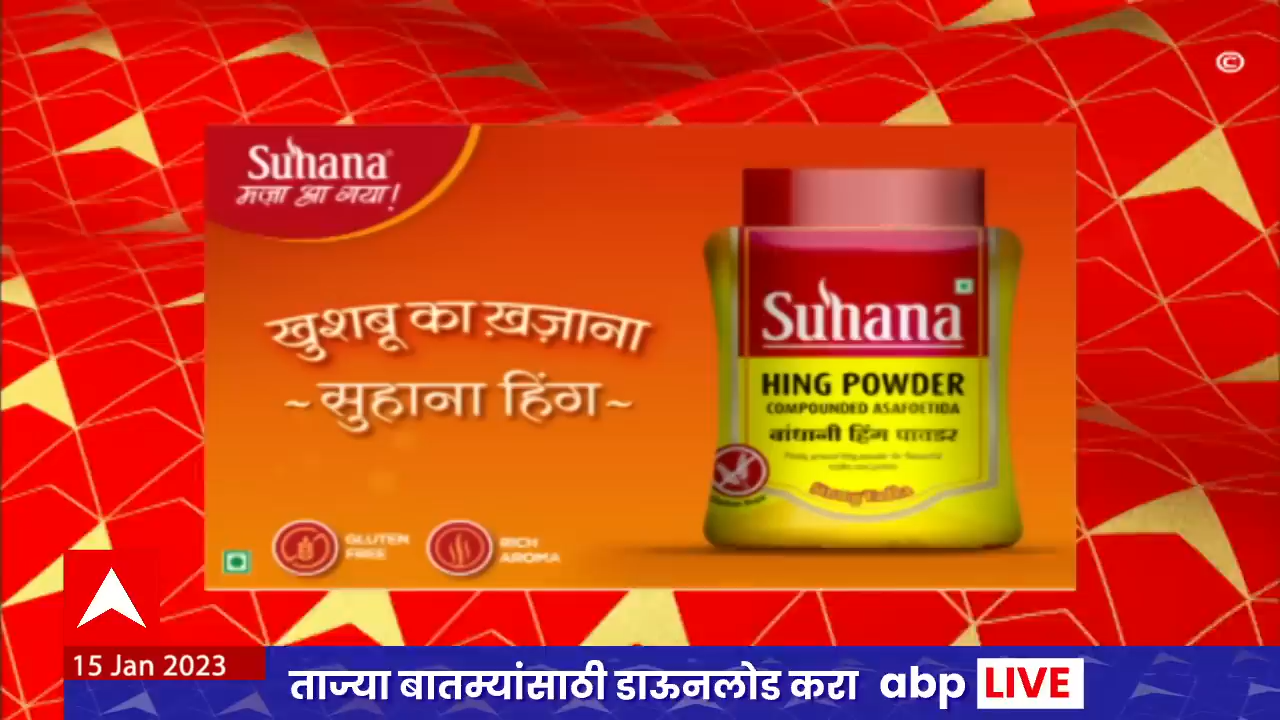 ©
Suhana
मज़ा आ गया!
खुशबू का ख़ज़ाना
~सुहाना हिंग~
GLUTEN
FREE
RICH
AROMA
Suhana
HING POWDER
COMPOUNDED ASAFOETIDA
बांधानी हिंग पावडर
15 Jan 2023
ताज्या बातम्यांसाठी डाऊनलोड करा abp LIVE